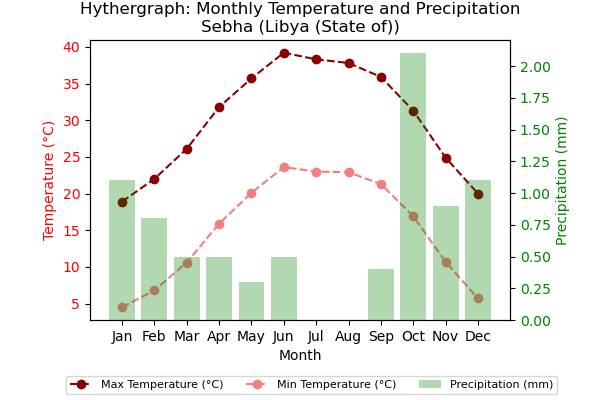 Hythergraph: Monthly Temperature and Precipitation
Sebha (Libya (State of))
40
35
30
25
20
15
10
5
Temperature (°C)
2.00
1.75
1.50
1.25
1.00
0.75
0.50
0.25
0.00
Precipitation (mm)
Jan Feb Mar Apr May Jun Jul Aug Sep Oct Nov Dec
Month
Max Temperature (°C) Min Temperature (°C) Precipitation (mm)